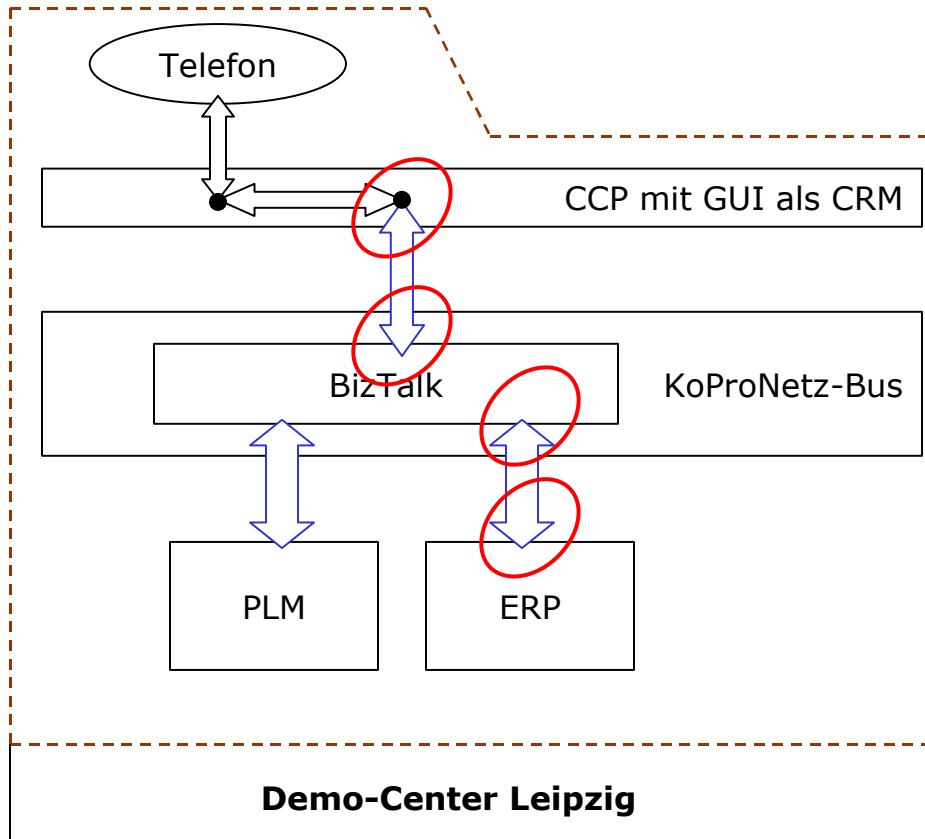 Telefon
CCP mit GUI als CRM
BizTalk
KoProNetz-Bus
PLM
ERP
Demo-Center Leipzig